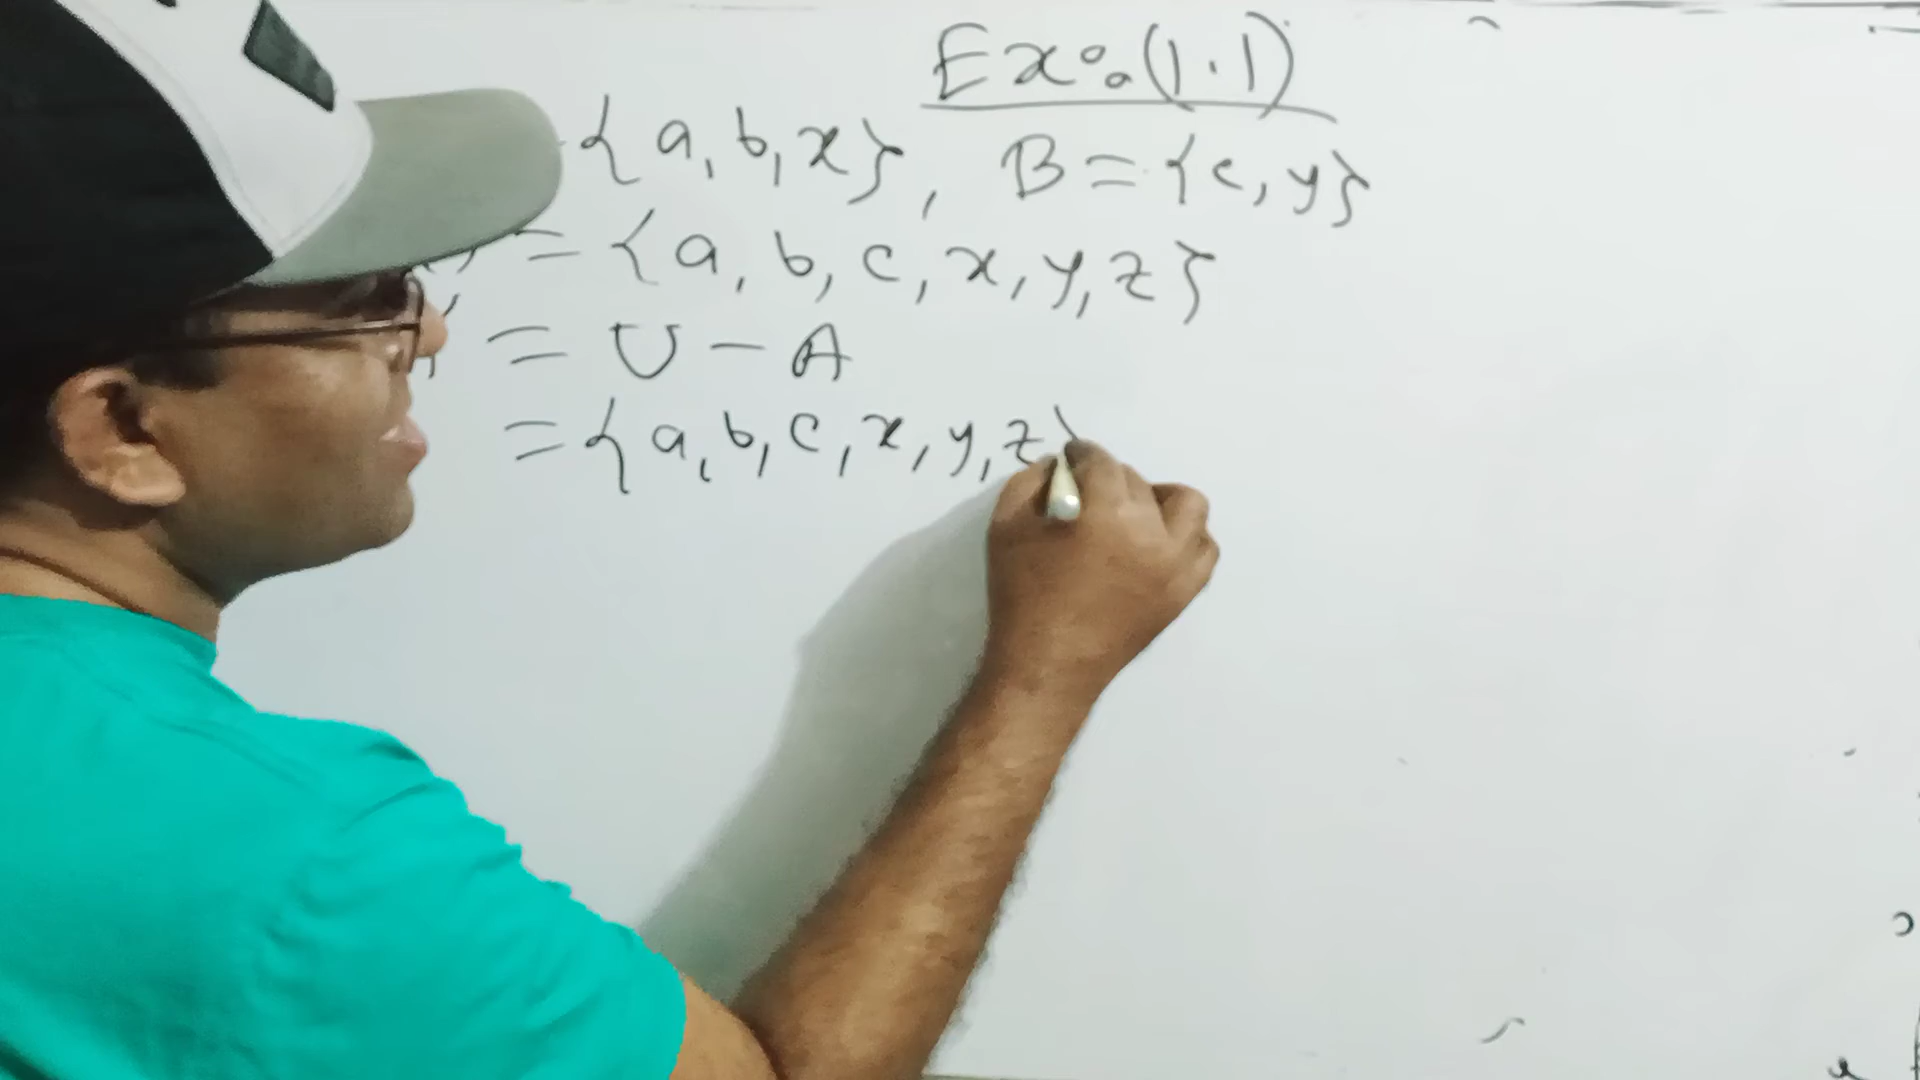 Ex: (1.1)
{a, b, x}, B = {c, y}
= {a, b, c, x, y, z}
= U - A
= {a, b, c, x, y, z}